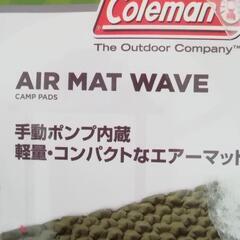 Coleman
The Outdoor Company™
AIR MAT WAVE
CAMP PADS
手動ポンプ内蔵
軽量・コンパクトなエアーマット